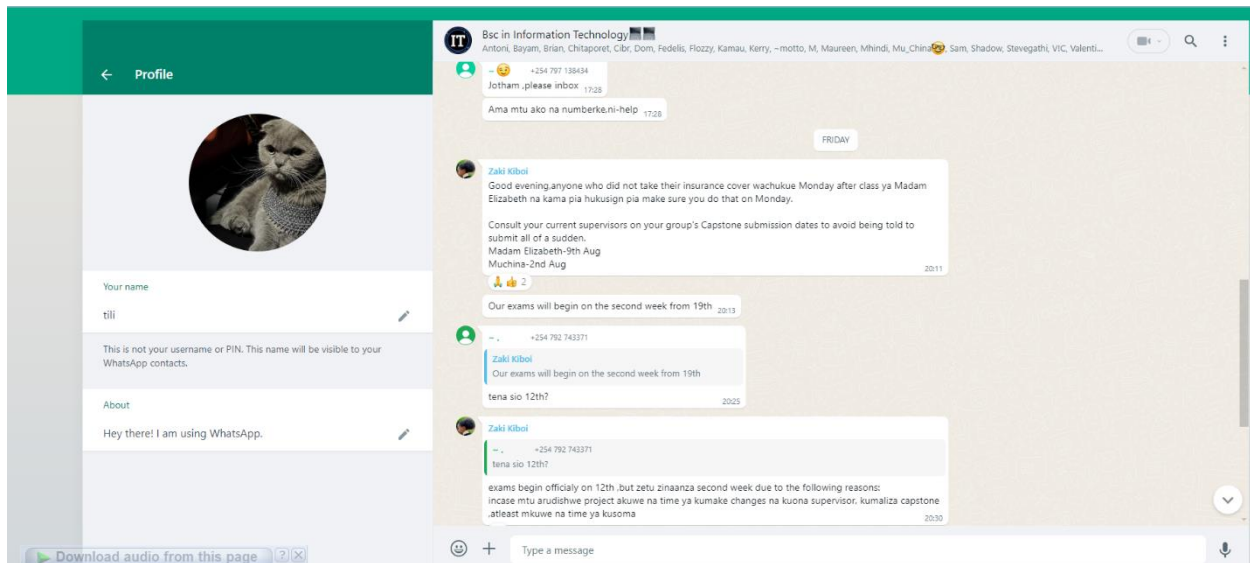 Profile
Your name
tili
This is not your username or PIN. This name will be visible to your
WhatsApp contacts.
About
Hey there! I am using WhatsApp.
Download audio from this page ? X
IT
Bsc in Information Technology
Antoni, Bayam, Brian, Chitaporet, Cibr, Dom, Fedelis, Flozzy, Kamau, Kerry, ~motto, M, Maureen, Mhindi, Mu_China🤓, Sam, Shadow, Stevegathi, VIC, Valenti...
~ 😉 +254 797 138434
Jotham ,please inbox 17:28
Ama mtu ako na numberke,ni-help 17:28
FRIDAY
Zaki Kiboi
Good evening,anyone who did not take their insurance cover wachukue Monday after class ya Madam
Elizabeth na kama pia hukusign pia make sure you do that on Monday.
Consult your current supervisors on your group's Capstone submission dates to avoid being told to
submit all of a sudden.
Madam Elizabeth-9th Aug
Muchina-2nd Aug
20:11
🙏 👍 2
Our exams will begin on the second week from 19th 20:13
~ . +254 792 743371
Zaki Kiboi
Our exams will begin on the second week from 19th
tena sio 12th?
20:25
Zaki Kiboi
~ . +254 792 743371
tena sio 12th?
exams begin officialy on 12th .but zetu zinaanza second week due to the following reasons:
incase mtu arudishwe project akuwe na time ya kumake changes na kuona supervisor. kumaliza capstone
.atleast mkuwe na time ya kusoma
20:30
Type a message